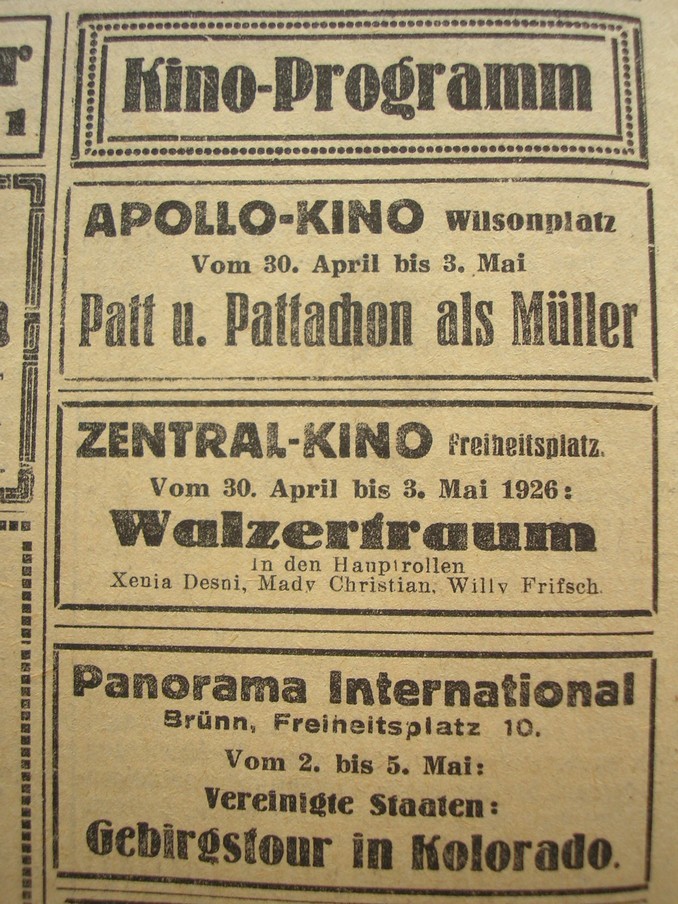 r
1
Kino-Programm
APOLLO-KINO Wilsonplatz
Vom 30. April bis 3. Mai
Patt u. Pattachon als Müller
ZENTRAL-KINO Freiheitsplatz.
Vom 30. April bis 3. Mai 1926:
Walzertraum
in den Hauptrollen
Xenia Desni, Mady Christian, Willy Fritsch.
Panorama International
Brünn, Freiheitsplatz 10.
Vom 2. bis 5. Mai:
Vereinigte Staaten:
Gebirgstour in Kolorado.